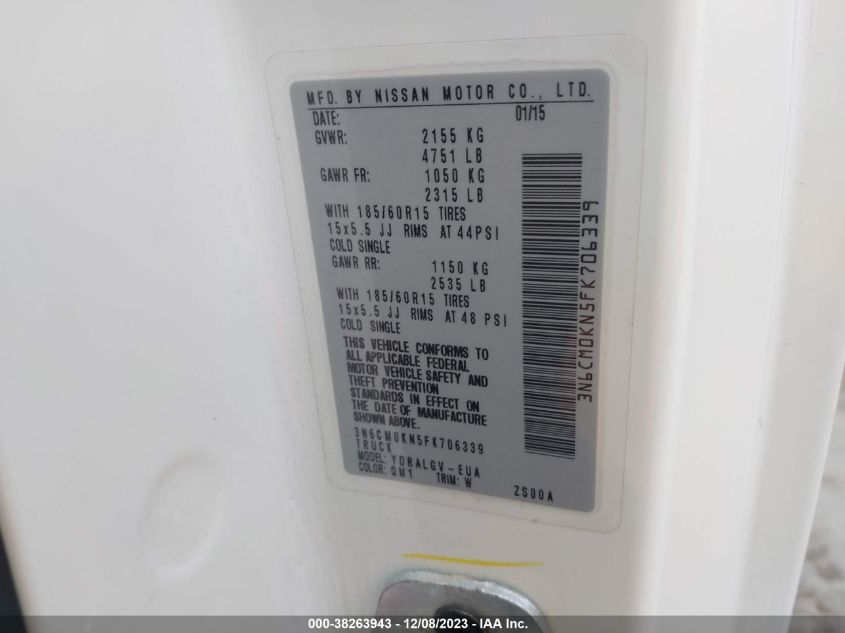 MFD. BY NISSAN MOTOR CO., LTD.
DATE: 01/15
GVWR: 2155 KG
4751 LB
GAWR FR: 1050 KG
2315 LB
WITH 185/60R15 TIRES
15x5.5 JJ RIMS AT 44PSI
COLD SINGLE
GAWR RR: 1150 KG
2535 LB
WITH 185/60R15 TIRES
15x5.5 JJ RIMS AT 48 PSI
COLD SINGLE
THIS VEHICLE CONFORMS TO
ALL APPLICABLE FEDERAL
MOTOR VEHICLE SAFETY AND
THEFT PREVENTION
STANDARDS IN EFFECT ON
THE DATE OF MANUFACTURE
SHOWN ABOVE.
3N6CM0KN5FK706339
TRUCK
MODEL: YDRALGV-EUA
COLOR: QM1 TRIM: W
ZS00A
3N6CM0KN5FK706339
000-38263943 - 12/08/2023 - IAA Inc.